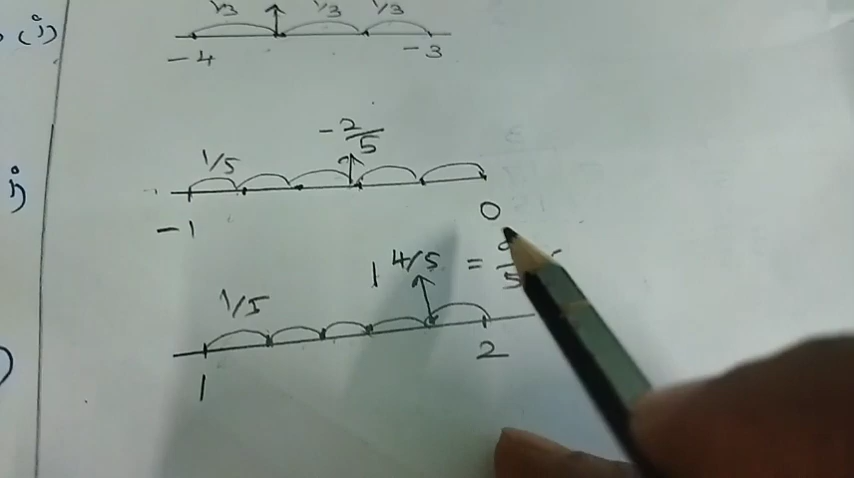 (i)
1/3 1/3 1/3
-4 -3
-2/5
j)
1/5
-1 0
1 4/5 =
1/5
1 2